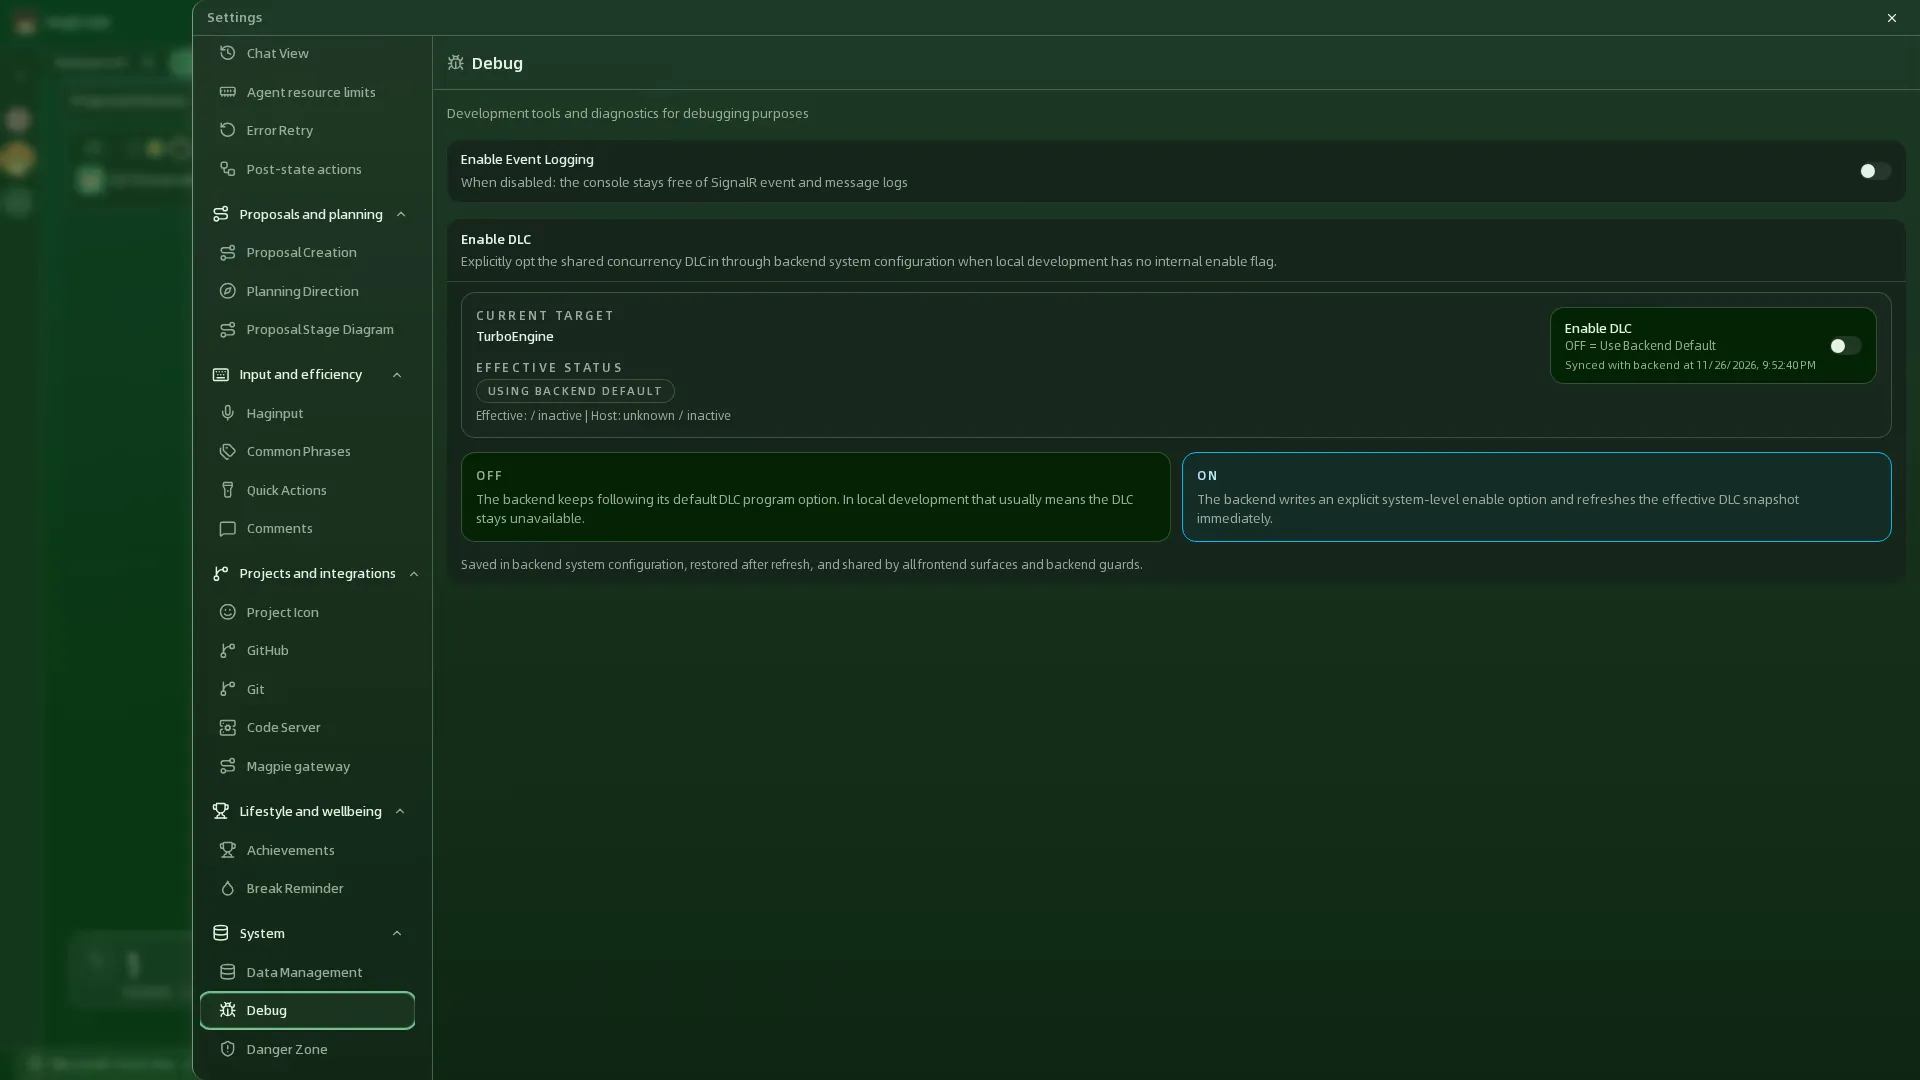 Settings
Chat View
Agent resource limits
Error Retry
Post-state actions
Proposals and planning
Proposal Creation
Planning Direction
Proposal Stage Diagram
Input and efficiency
Haginput
Common Phrases
Quick Actions
Comments
Projects and integrations
Project Icon
GitHub
Git
Code Server
Magpie gateway
Lifestyle and wellbeing
Achievements
Break Reminder
System
Data Management
Debug
Danger Zone
Debug
Development tools and diagnostics for debugging purposes
Enable Event Logging
When disabled: the console stays free of SignalR event and message logs
Enable DLC
Explicitly opt the shared concurrency DLC in through backend system configuration when local development has no internal enable flag.
CURRENT TARGET
TurboEngine
EFFECTIVE STATUS
USING BACKEND DEFAULT
Effective: / inactive | Host: unknown / inactive
Enable DLC
OFF = Use Backend Default
Synced with backend at 11/26/2026, 9:52:40 PM
OFF
The backend keeps following its default DLC program option. In local development that usually means the DLC
stays unavailable.
ON
The backend writes an explicit system-level enable option and refreshes the effective DLC snapshot
immediately.
Saved in backend system configuration, restored after refresh, and shared by all frontend surfaces and backend guards.